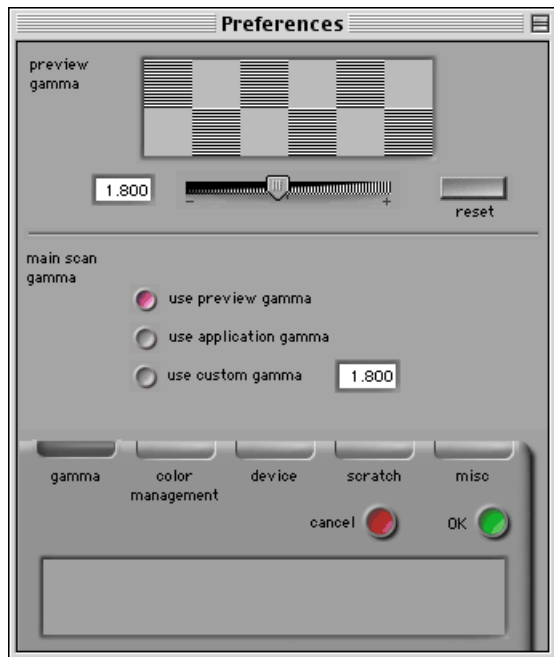 Preferences
preview
gamma
1.800
- +
reset
main scan
gamma
use preview gamma
use application gamma
use custom gamma 1.800
gamma color management device scratch misc
cancel OK